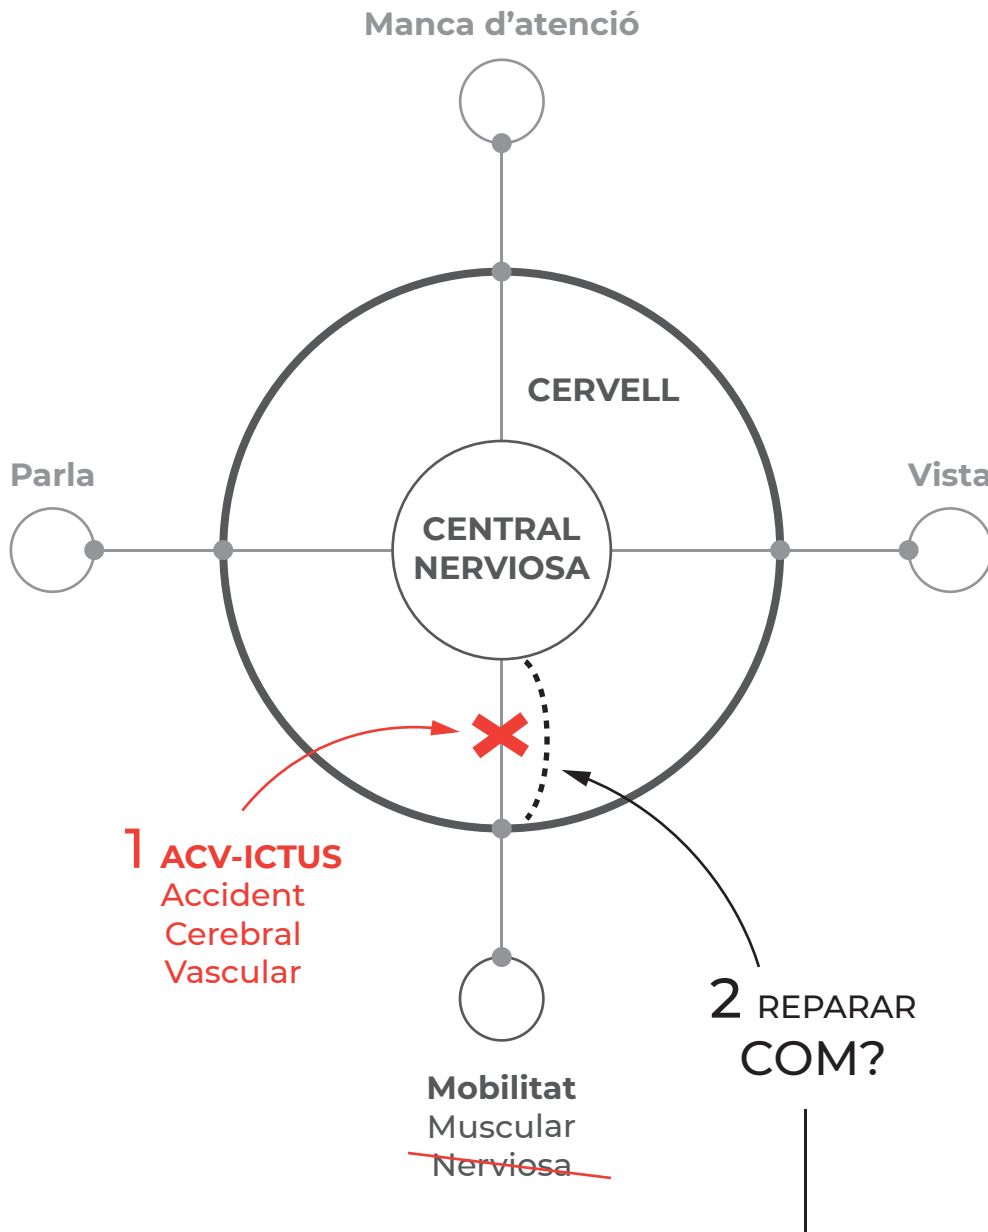 Manca d'atenció
CERVELL
Parla
Vista
CENTRAL
NERVIOSA
1 ACV-ICTUS
Accident
Cerebral
Vascular
2 REPARAR
COM?
Mobilitat
Muscular
Nerviosa